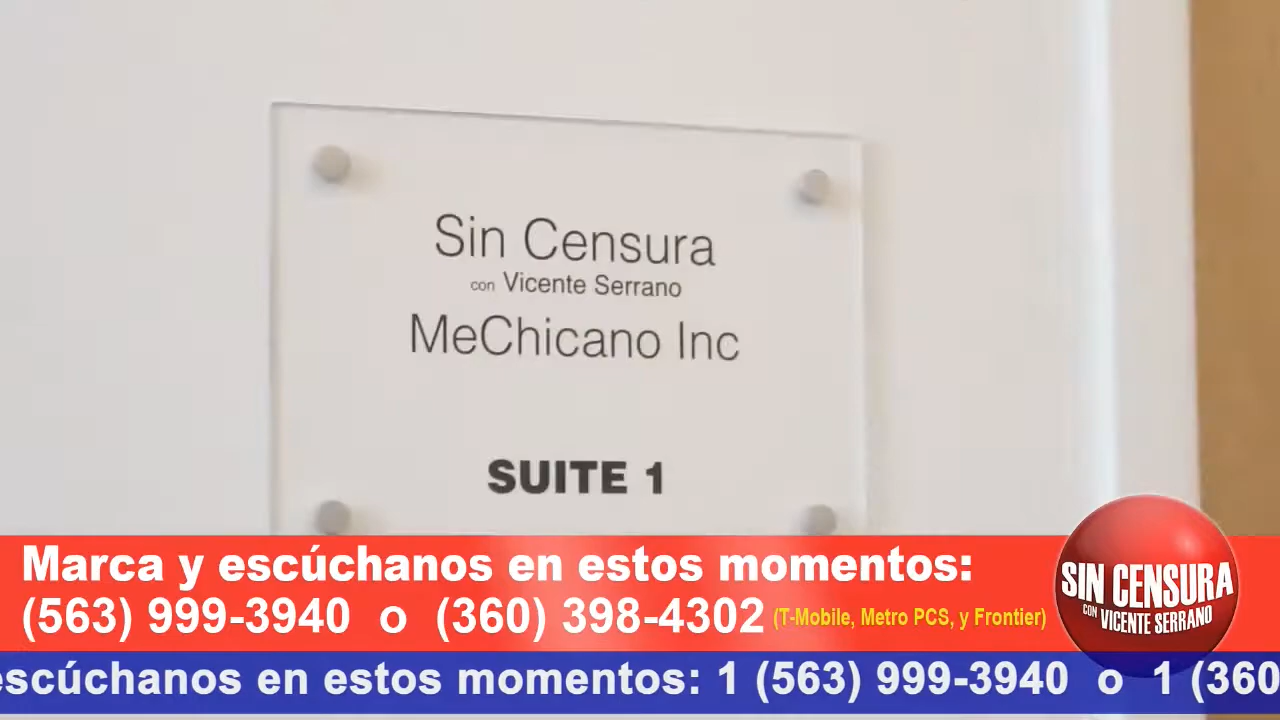 Sin Censura
con Vicente Serrano
MeChicano Inc
SUITE 1
Marca y escúchanos en estos momentos:
(563) 999-3940 o (360) 398-4302 (T-Mobile, Metro PCS, y Frontier)
SIN CENSURA
CON VICENTE SERRANO
escúchanos en estos momentos: 1 (563) 999-3940 o 1 (360